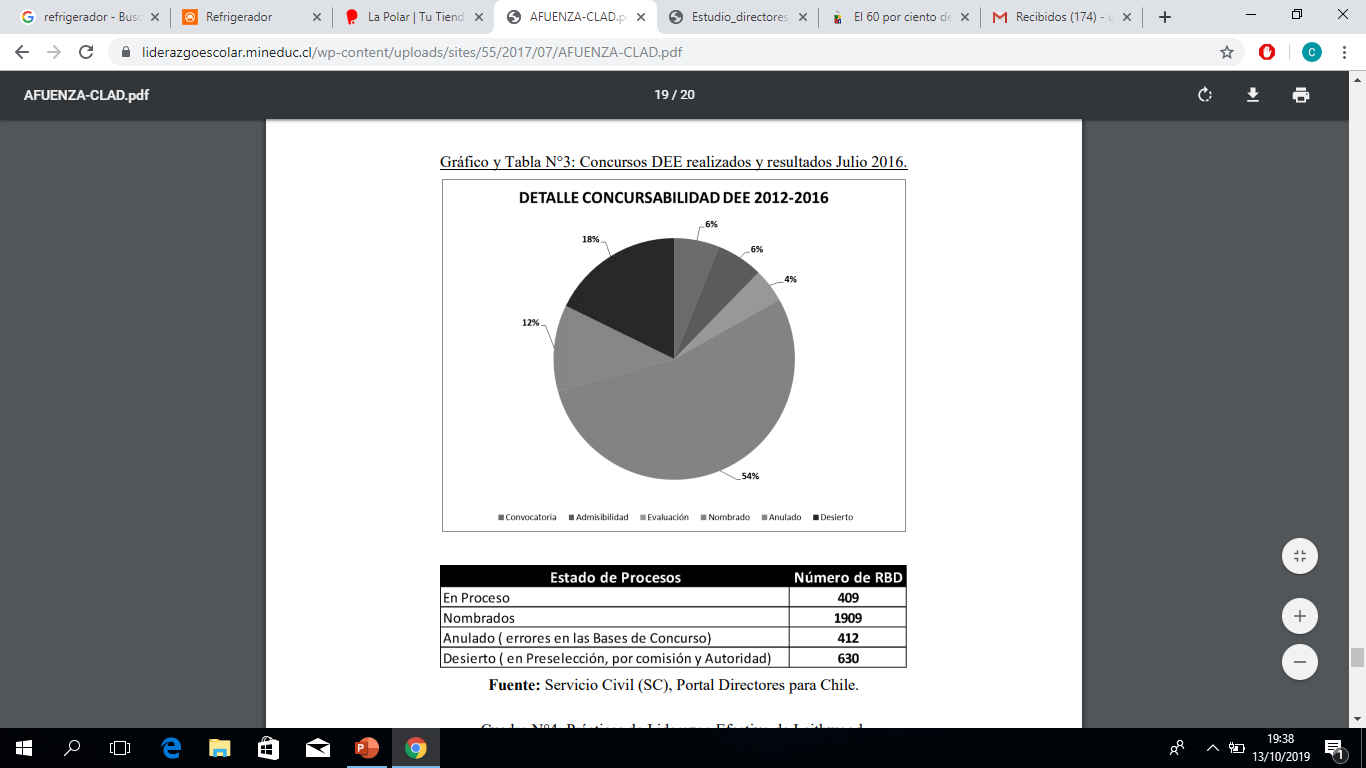 refrigerador - Busc
Refrigerador
La Polar | Tu Tiend
AFUENZA-CLAD.p
Estudio_directores
El 60 por ciento de
Recibidos (174) - u
liderazgoescolar.mineduc.cl/wp-content/uploads/sites/55/2017/07/AFUENZA-CLAD.pdf
C
AFUENZA-CLAD.pdf
19 / 20
Gráfico y Tabla N°3: Concursos DEE realizados y resultados Julio 2016.
DETALLE CONCURSABILIDAD DEE 2012-2016
6%
18%
6%
4%
12%
54%
Convocatoria Admisibilidad Evaluación Nombrado Anulado Desierto
Estado de Procesos Número de RBD
En Proceso 409
Nombrados 1909
Anulado ( errores en las Bases de Concurso) 412
Desierto ( en Preselección, por comisión y Autoridad) 630
Fuente: Servicio Civil (SC), Portal Directores para Chile.
19:38
13/10/2019
1